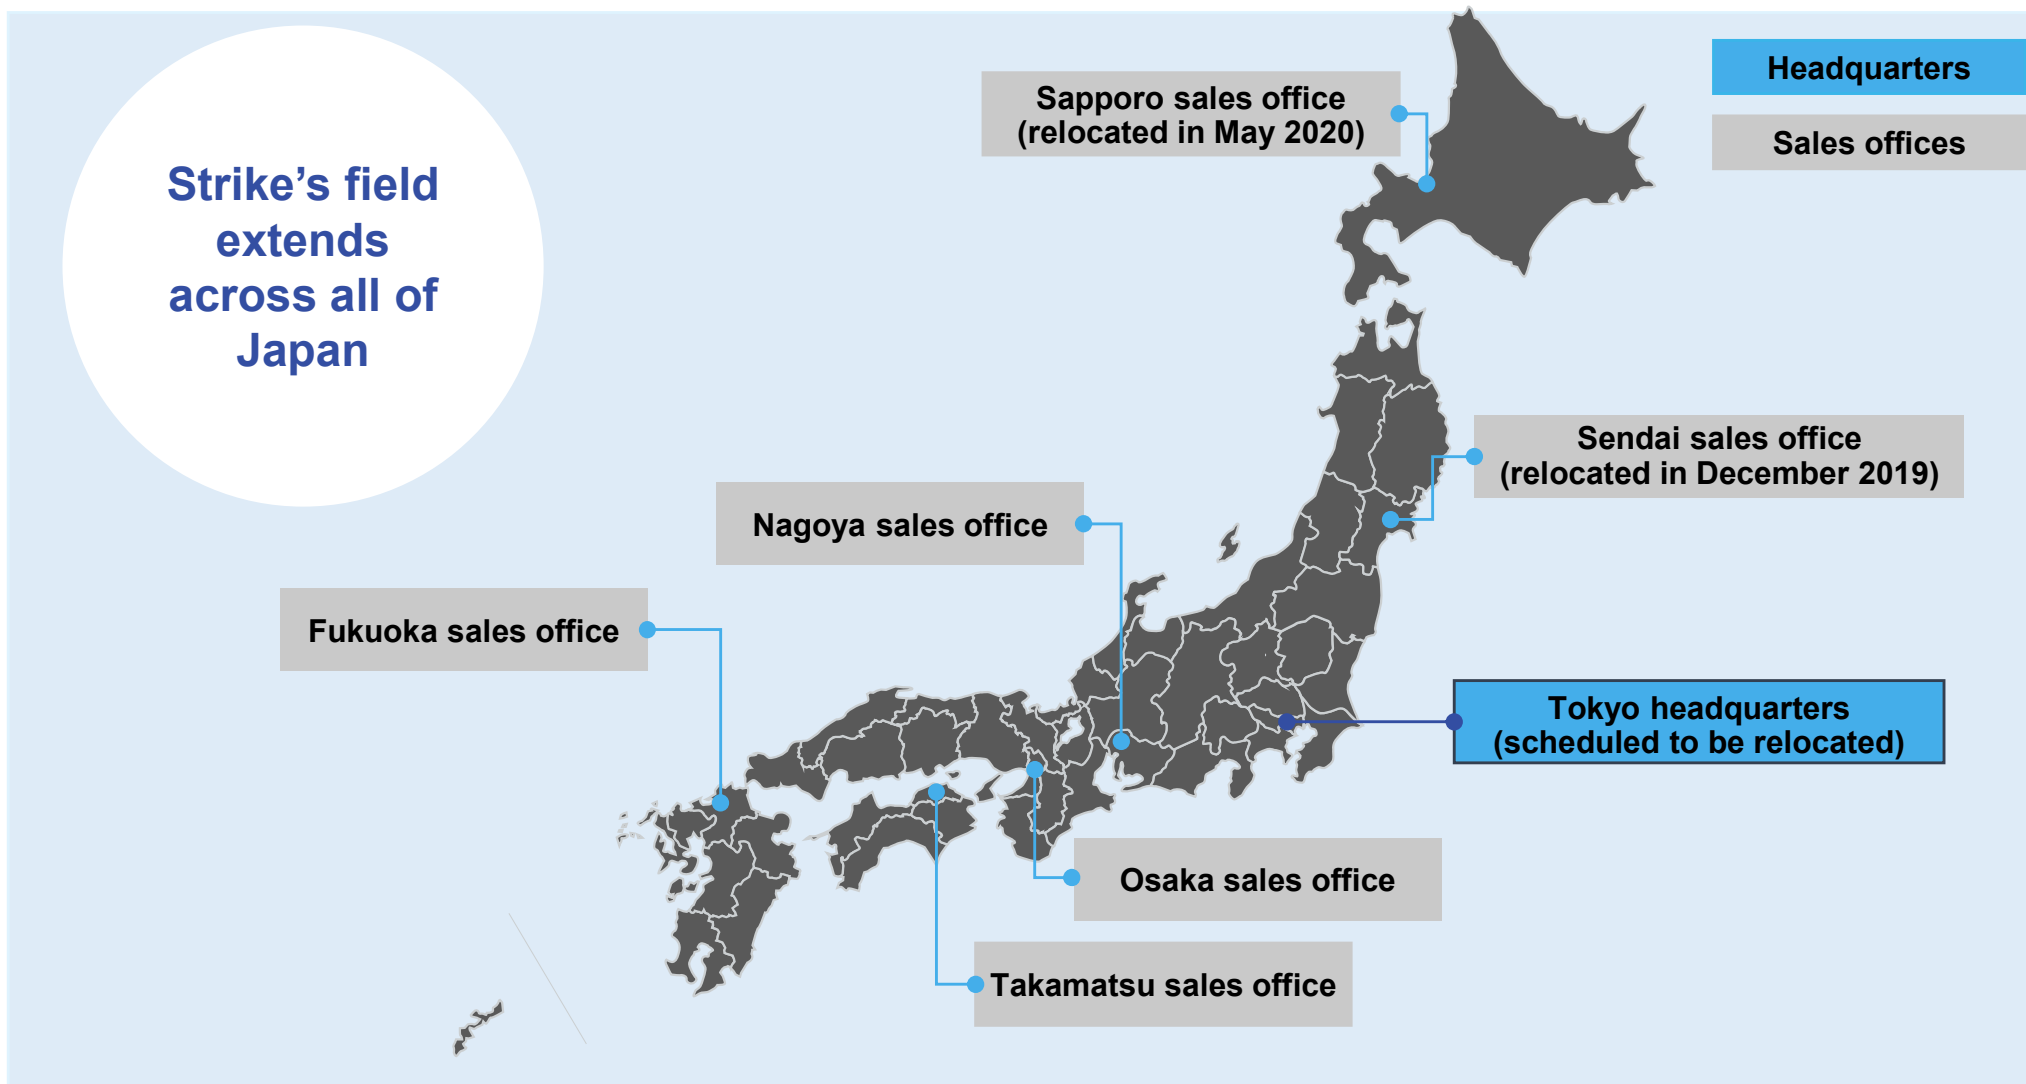 Strike’s field
extends
across all of
Japan
Sapporo sales office
(relocated in May 2020)
Headquarters
Sales offices
Sendai sales office
(relocated in December 2019)
Nagoya sales office
Fukuoka sales office
Tokyo headquarters
(scheduled to be relocated)
Osaka sales office
Takamatsu sales office